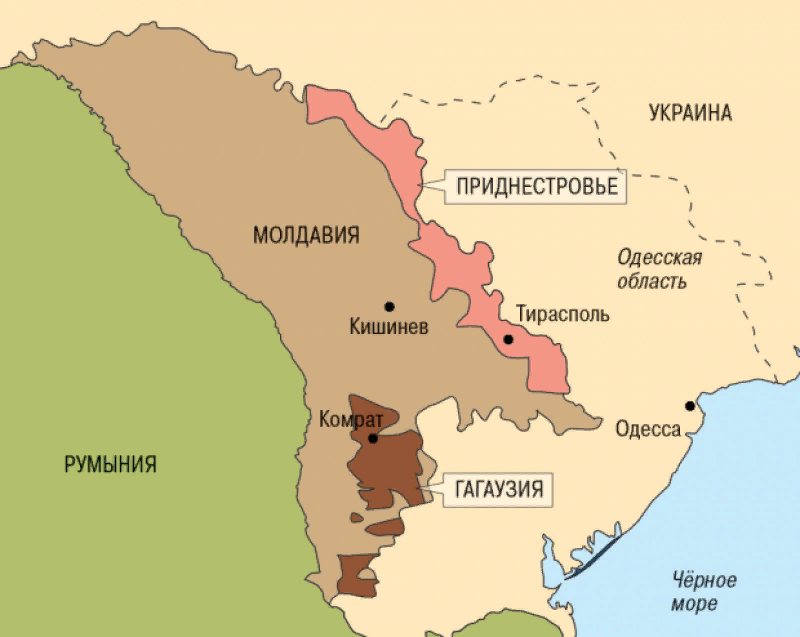 УКРАИНА
ПРИДНЕСТРОВЬЕ
МОЛДАВИЯ
Одесская
область
Тирасполь
Кишинев
Комрат
Одесса
РУМЫНИЯ
ГАГАУЗИЯ
Чёрное
море